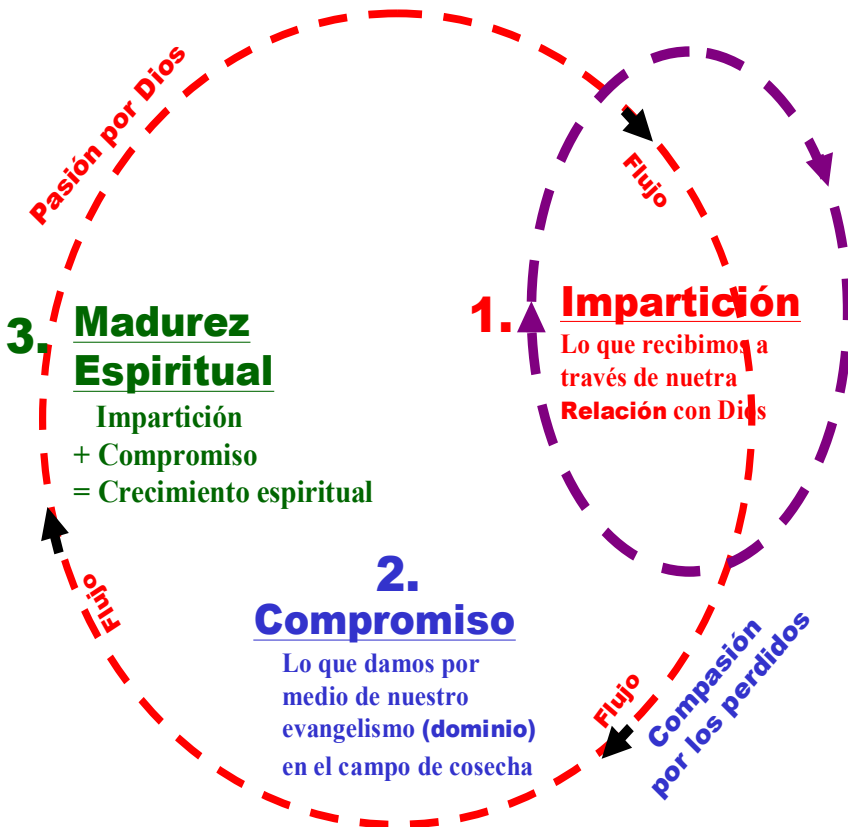 Pasión por Dios
Flujo
1. Impartición
Lo que recibimos a
través de nuetra
Relación con Dios
Compasión
por los perdidos
Flujo
2.
Compromiso
Lo que damos por
medio de nuestro
evangelismo (dominio)
en el campo de cosecha
Flujo
3. Madurez
Espiritual
Impartición
+ Compromiso
= Crecimiento espiritual